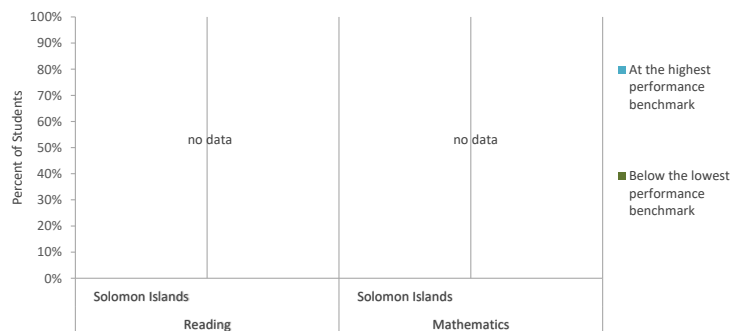 100%
90%
80%
70%
60%
50%
40%
30%
20%
10%
0%
Percent of Students
no data
no data
Solomon Islands
Solomon Islands
Reading
Mathematics
At the highest
performance
benchmark
Below the lowest
performance
benchmark